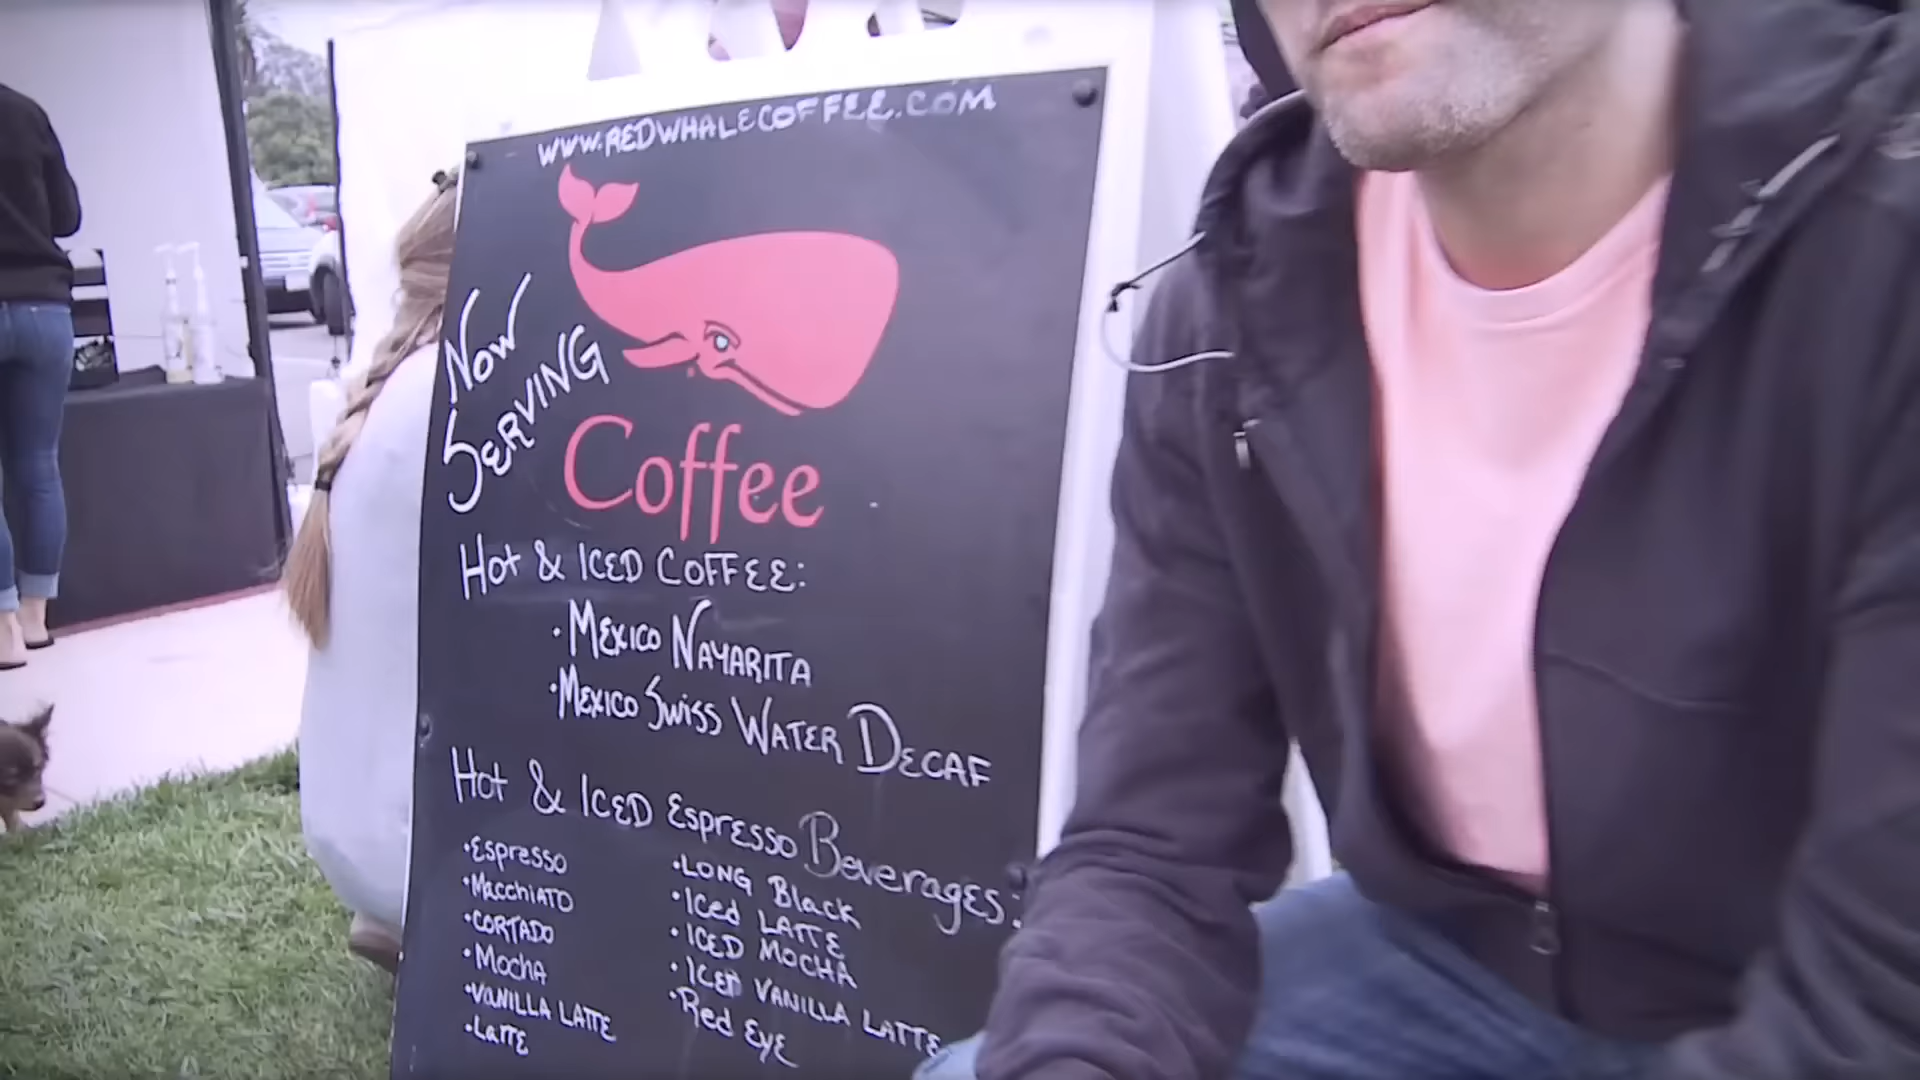 WWW.REDWHALECOFFEE.COM
NOW
SERVING
Coffee
HOT & ICED COFFEE:
· MEXICO NAYARITA
· MEXICO SWISS WATER DECAF
HOT & ICED ESPRESSO BEVERAGES:
· ESPRESSO
· MACCHIATO
· CORTADO
· MOCHA
· VANILLA LATTE
· LATTE
· LONG BLACK
· ICED LATTE
· ICED MOCHA
· ICED VANILLA LATTE
· RED EYE